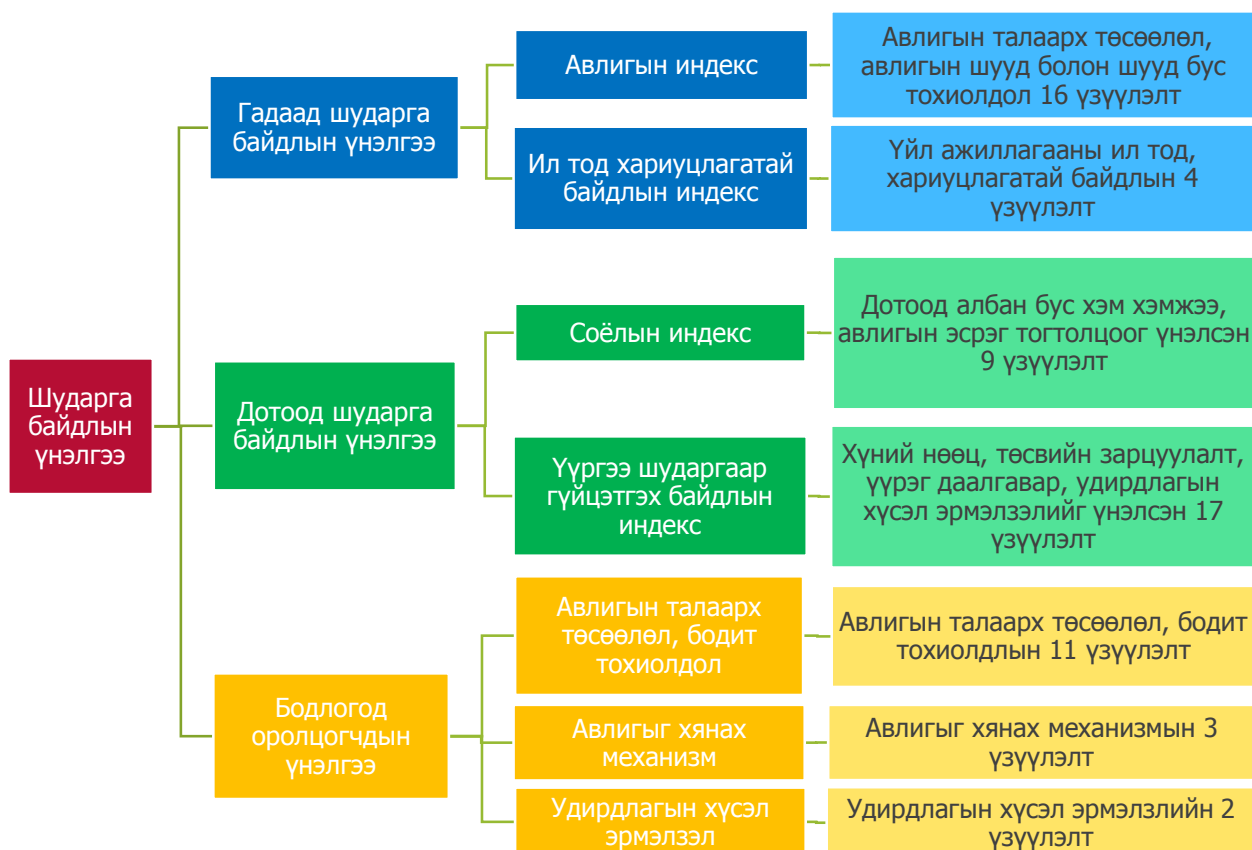 Шударга
байдлын
үнэлгээ
Гадаад шударга
байдлын үнэлгээ
Авлигын индекс
Авлигын талаарх төсөөлөл,
авлигын шууд болон шууд бус
тохиолдол 16 үзүүлэлт
Ил тод хариуцлагатай
байдлын индекс
Үйл ажиллагааны ил тод,
хариуцлагатай байдлын 4
үзүүлэлт
Дотоод шударга
байдлын үнэлгээ
Соёлын индекс
Дотоод албан бус хэм хэмжээ,
авлигын эсрэг тогтолцоог үнэлсэн
9 үзүүлэлт
Үүргээ шударгаар
гүйцэтгэх байдлын
индекс
Хүний нөөц, төсвийн зарцуулалт,
үүрэг даалгавар, удирдлагын
хүсэл эрмэлзэлийг үнэлсэн 17
үзүүлэлт
Бодлогод
оролцогчдын
үнэлгээ
Авлигын талаарх
төсөөлөл, бодит
тохиолдол
Авлигын талаарх төсөөлөл, бодит
тохиолдлын 11 үзүүлэлт
Авлигыг хянах
механизм
Авлигыг хянах механизмын 3
үзүүлэлт
Удирдлагын хүсэл
эрмэлзэл
Удирдлагын хүсэл эрмэлзлийн 2
үзүүлэлт